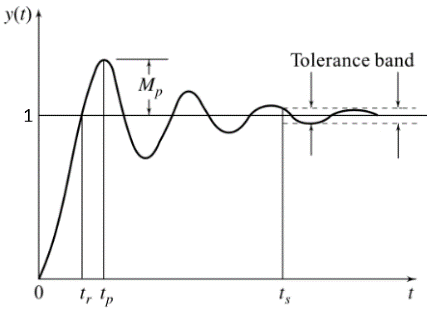 y(t)
Tolerance band
M_p
1
0 t_r t_p t_s t